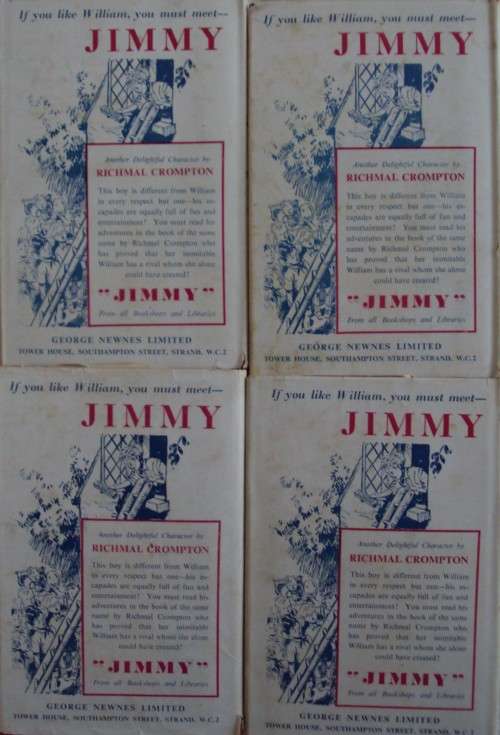 If you like William, you must meet—
JIMMY
Another Delightful Character by
RICHMAL CROMPTON
This boy is different from William
in every respect but one—his es-
capades are equally full of fun and
entertainment! You must read his
adventures in the book of the same
name by Richmal Crompton who
has proved that her inimitable
William has a rival whom she alone
could have created!
"JIMMY"
From all Bookshops and Libraries
GEORGE NEWNES LIMITED
TOWER HOUSE, SOUTHAMPTON STREET, STRAND, W.C.2
If you like William, you must meet—
JIMMY
Another Delightful Character by
RICHMAL CROMPTON
This boy is different from William
in every respect but one—his es-
capades are equally full of fun and
entertainment! You must read his
adventures in the book of the same
name by Richmal Crompton who
has proved that her inimitable
William has a rival whom she alone
could have created!
"JIMMY"
From all Bookshops and Libraries
GEORGE NEWNES LIMITED
TOWER HOUSE, SOUTHAMPTON STREET, STRAND, W.C.2
If you like William, you must meet—
JIMMY
Another Delightful Character by
RICHMAL CROMPTON
This boy is different from William
in every respect but one—his es-
capades are equally full of fun and
entertainment! You must read his
adventures in the book of the same
name by Richmal Crompton who
has proved that her inimitable
William has a rival whom she alone
could have created!
"JIMMY"
From all Bookshops and Libraries
GEORGE NEWNES LIMITED
TOWER HOUSE, SOUTHAMPTON STREET, STRAND, W.C.2
If you like William, you must meet—
JIMMY
Another Delightful Character by
RICHMAL CROMPTON
This boy is different from William
in every respect but one—his es-
capades are equally full of fun and
entertainment! You must read his
adventures in the book of the same
name by Richmal Crompton who
has proved that her inimitable
William has a rival whom she alone
could have created!
"JIMMY"
From all Bookshops and Libraries
GEORGE NEWNES LIMITED
TOWER HOUSE, SOUTHAMPTON STREET, STRAND, W.C.2